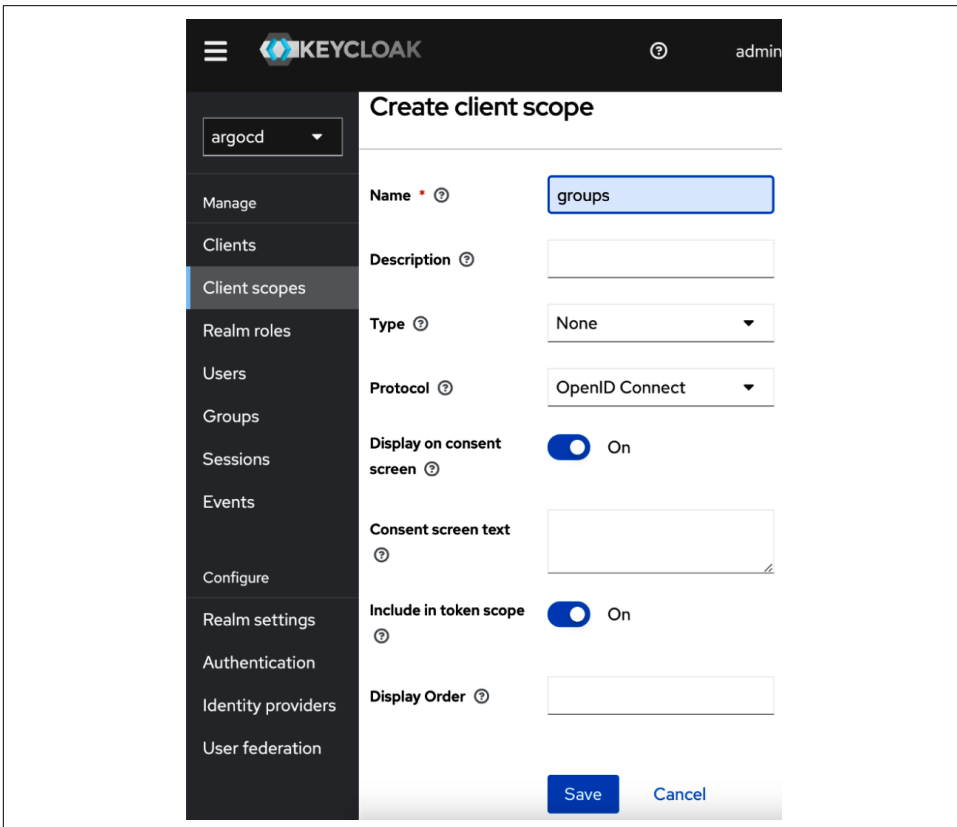 KEYCLOAK
admin
argocd
Manage
Clients
Client scopes
Realm roles
Users
Groups
Sessions
Events
Configure
Realm settings
Authentication
Identity providers
User federation
Create client scope
Name *
groups
Description
Type
None
Protocol
OpenID Connect
Display on consent
screen
On
Consent screen text
Include in token scope
On
Display Order
Save
Cancel